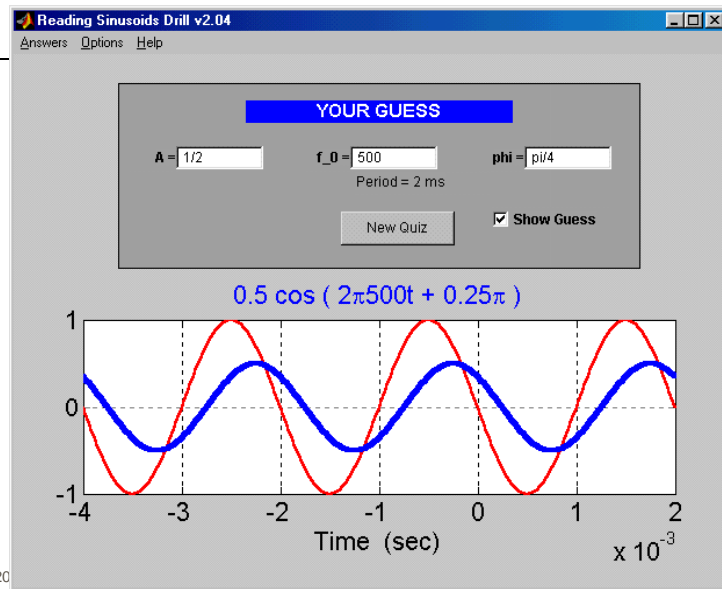 Reading Sinusoids Drill v2.04
Answers Options Help
YOUR GUESS
A = 1/2 f_0 = 500 phi = pi/4
Period = 2 ms
New Quiz Show Guess
0.5 cos ( 2π500t + 0.25π )
1
0
-1
-4 -3 -2 -1 0 1 2
Time (sec)
x 10^-3
20